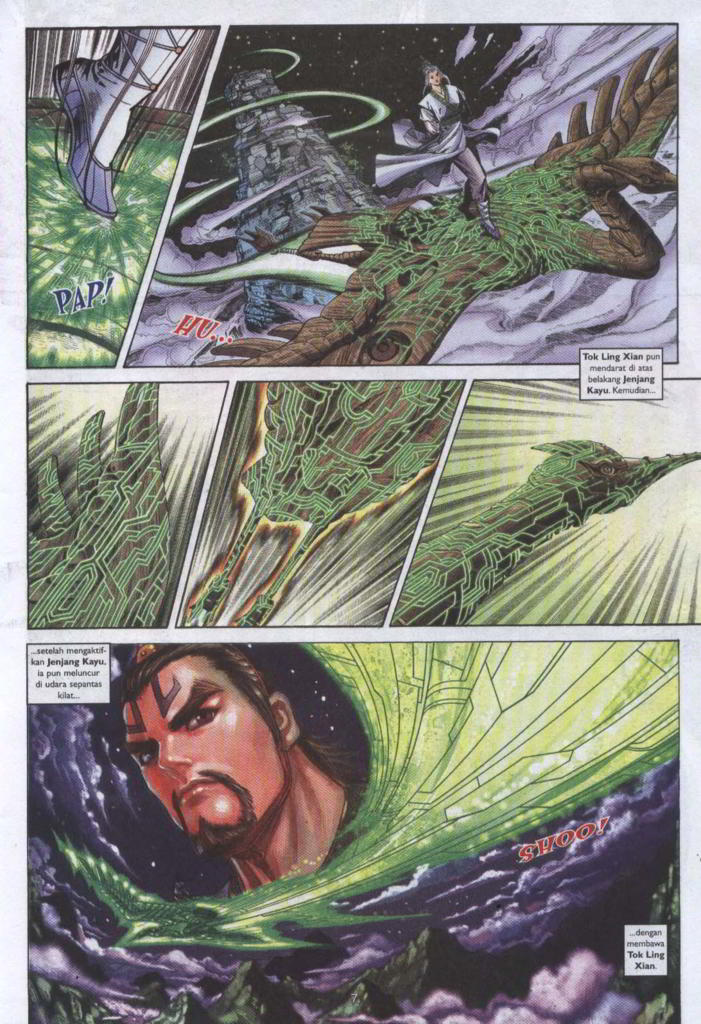 PAP!
HU...
Tok Ling Xian pun
mendarat di atas
belakang Jenjang
Kayu. Kemudian...
...setelah mengaktif-
kan Jenjang Kayu,
ia pun meluncur
di udara sepantas
kilat...
SHOO!
...dengan
membawa
Tok Ling
Xian.
7